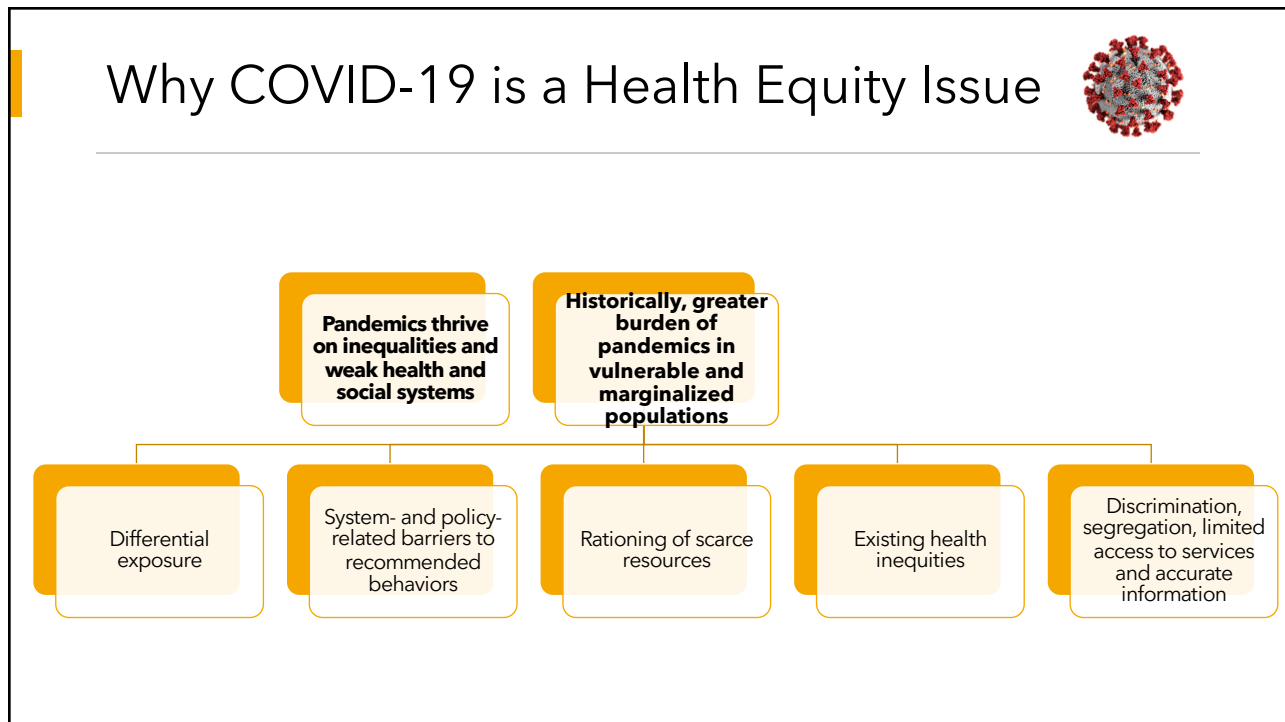 Why COVID-19 is a Health Equity Issue
Pandemics thrive
on inequalities and
weak health and
social systems
Historically, greater
burden of
pandemics in
vulnerable and
marginalized
populations
Differential
exposure
System- and policy-
related barriers to
recommended
behaviors
Rationing of scarce
resources
Existing health
inequities
Discrimination,
segregation, limited
access to services
and accurate
information